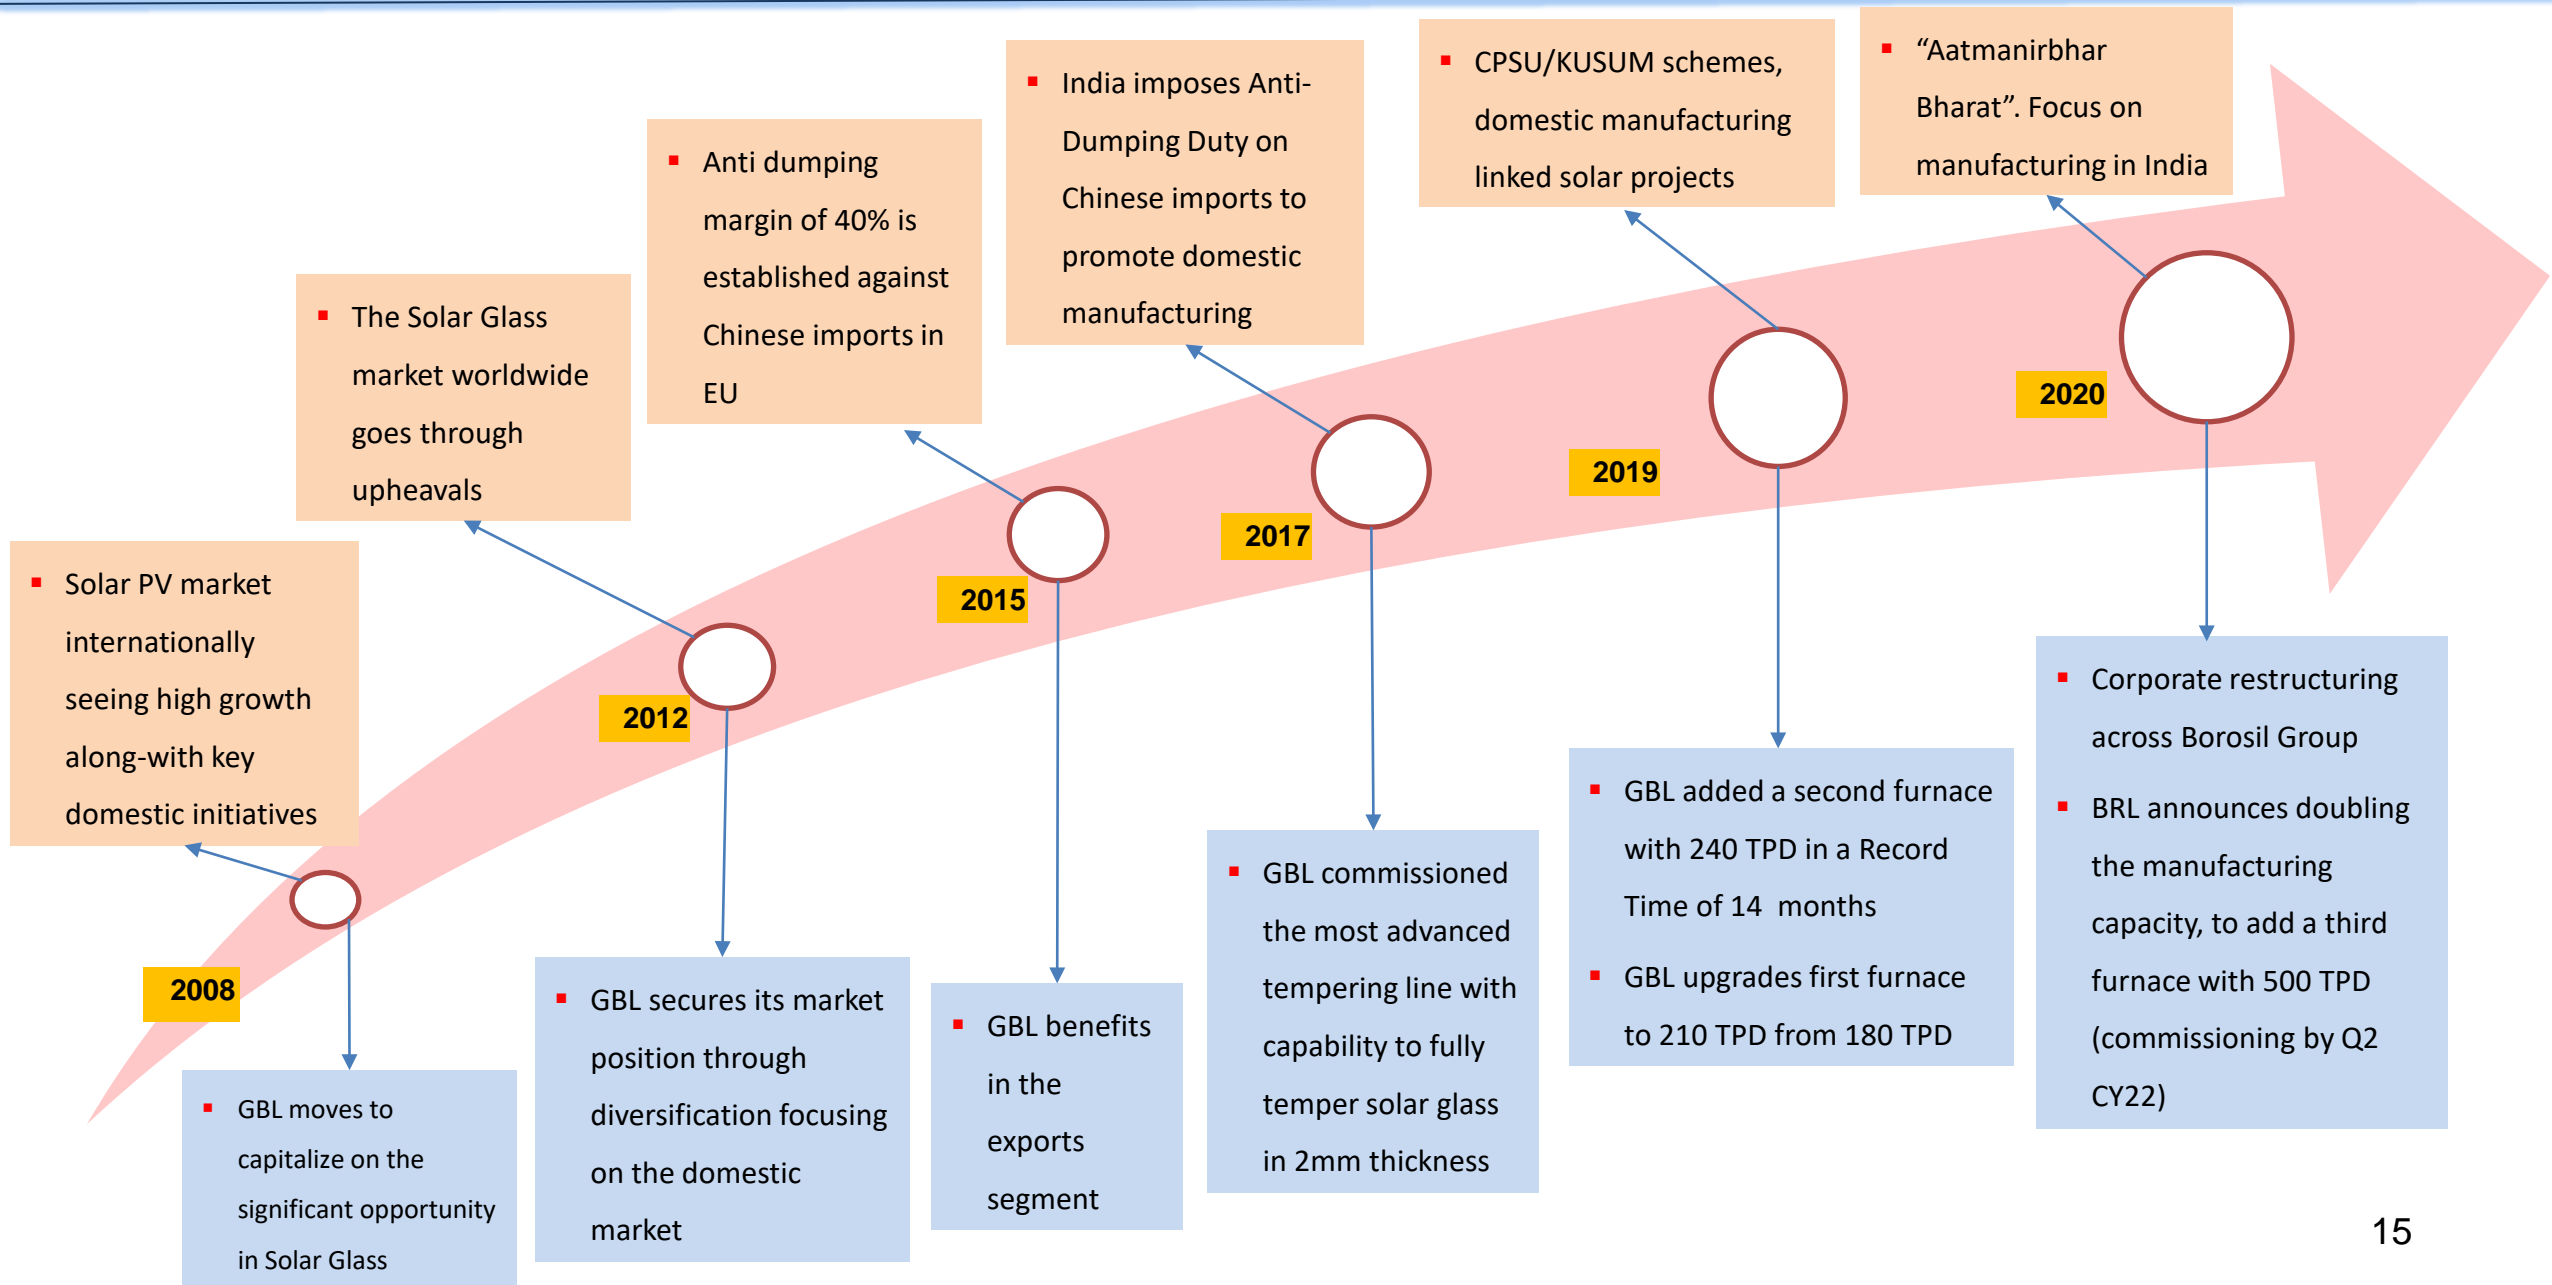 Solar PV market
internationally
seeing high growth
along-with key
domestic initiatives
2008
GBL moves to
capitalize on the
significant opportunity
in Solar Glass
The Solar Glass
market worldwide
goes through
upheavals
2012
GBL secures its market
position through
diversification focusing
on the domestic
market
Anti dumping
margin of 40% is
established against
Chinese imports in
EU
2015
GBL benefits
in the
exports
segment
India imposes Anti-
Dumping Duty on
Chinese imports to
promote domestic
manufacturing
2017
GBL commissioned
the most advanced
tempering line with
capability to fully
temper solar glass
in 2mm thickness
CPSU/KUSUM schemes,
domestic manufacturing
linked solar projects
2019
GBL added a second furnace
with 240 TPD in a Record
Time of 14 months
GBL upgrades first furnace
to 210 TPD from 180 TPD
“Aatmanirbhar
Bharat”. Focus on
manufacturing in India
2020
Corporate restructuring
across Borosil Group
BRL announces doubling
the manufacturing
capacity, to add a third
furnace with 500 TPD
(commissioning by Q2
CY22)
15